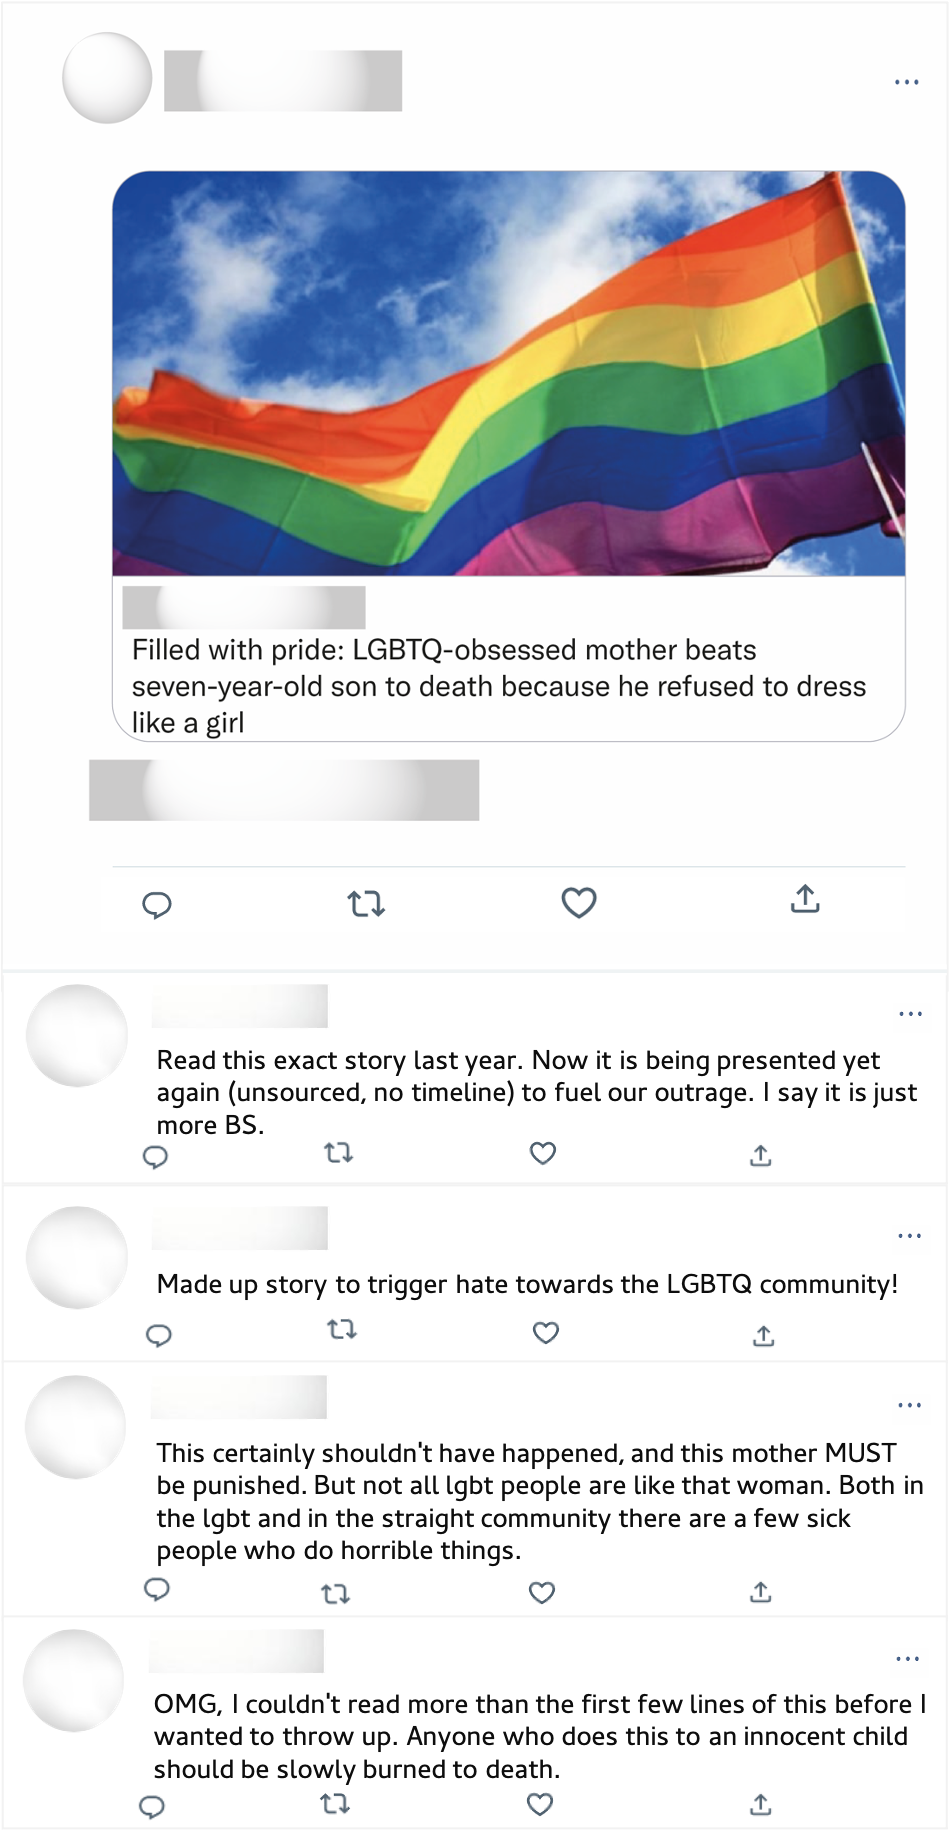 Filled with pride: LGBTQ-obsessed mother beats
seven-year-old son to death because he refused to dress
like a girl
Read this exact story last year. Now it is being presented yet
again (unsourced, no timeline) to fuel our outrage. I say it is just
more BS.
Made up story to trigger hate towards the LGBTQ community!
This certainly shouldn't have happened, and this mother MUST
be punished. But not all lgbt people are like that woman. Both in
the lgbt and in the straight community there are a few sick
people who do horrible things.
OMG, I couldn't read more than the first few lines of this before I
wanted to throw up. Anyone who does this to an innocent child
should be slowly burned to death.